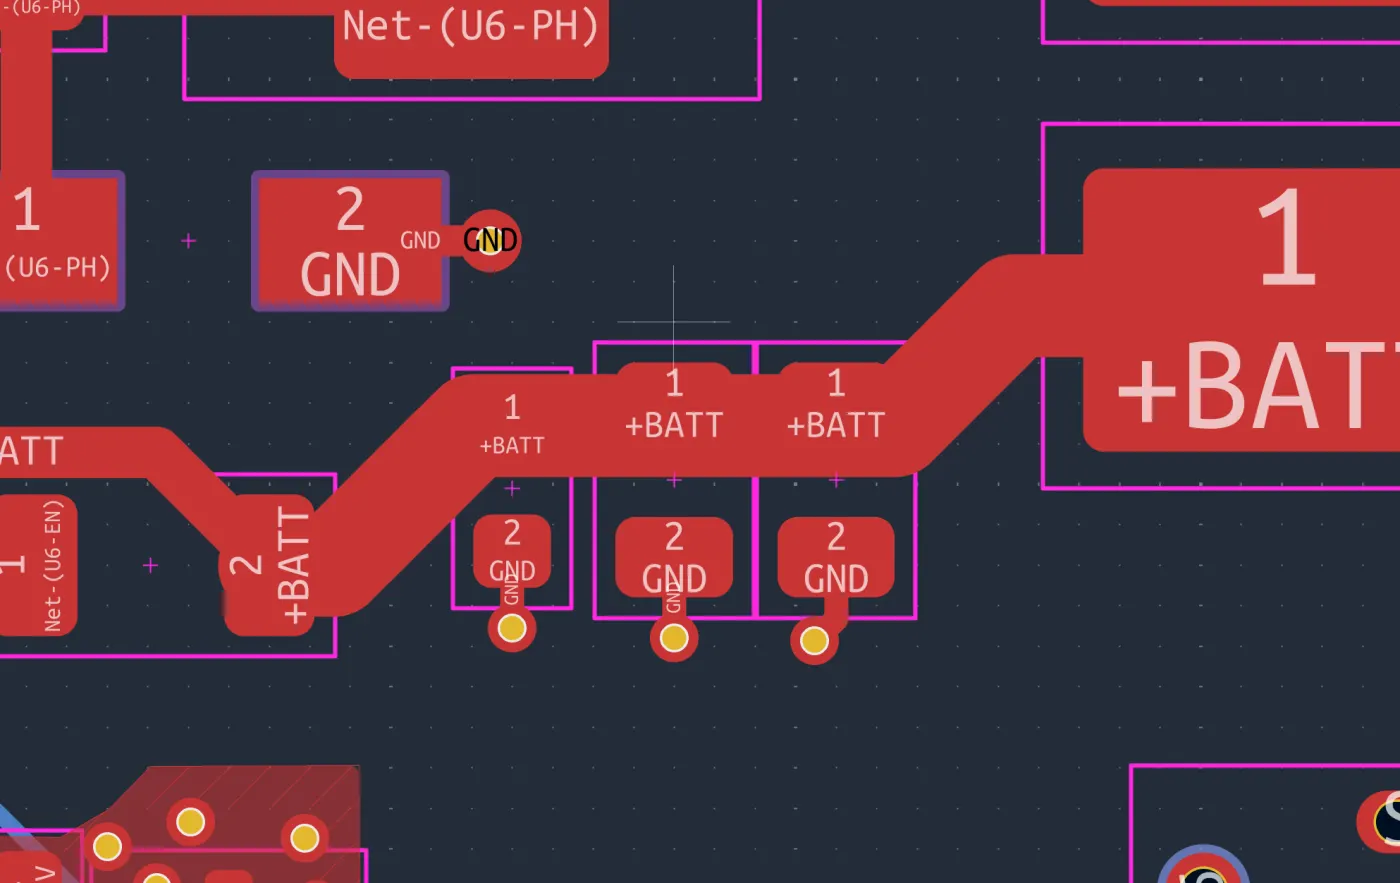 -(U6-PH)
Net-(U6-PH)
1
(U6-PH)
2
GND
GND
GND
1
+BATT
1
+BATT
1
+BATT
1
+BATT
ATT
1
Net-(U6-EN)
2
+BATT
2
GND
GND
2
GND
GND
2
GND
V
S